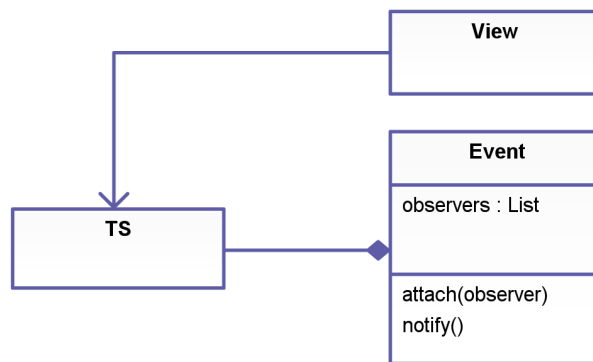 View
Event
observers : List
TS
attach(observer)
notify()